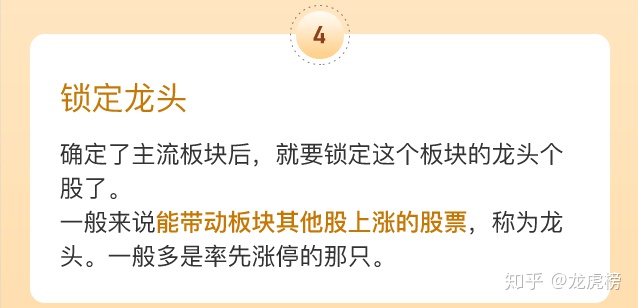 4
锁定龙头
确定了主流板块后，就要锁定这个板块的龙头个
股了。
一般来说能带动板块其他股上涨的股票，称为龙
头。一般多是率先涨停的那只。
知乎 @龙虎榜